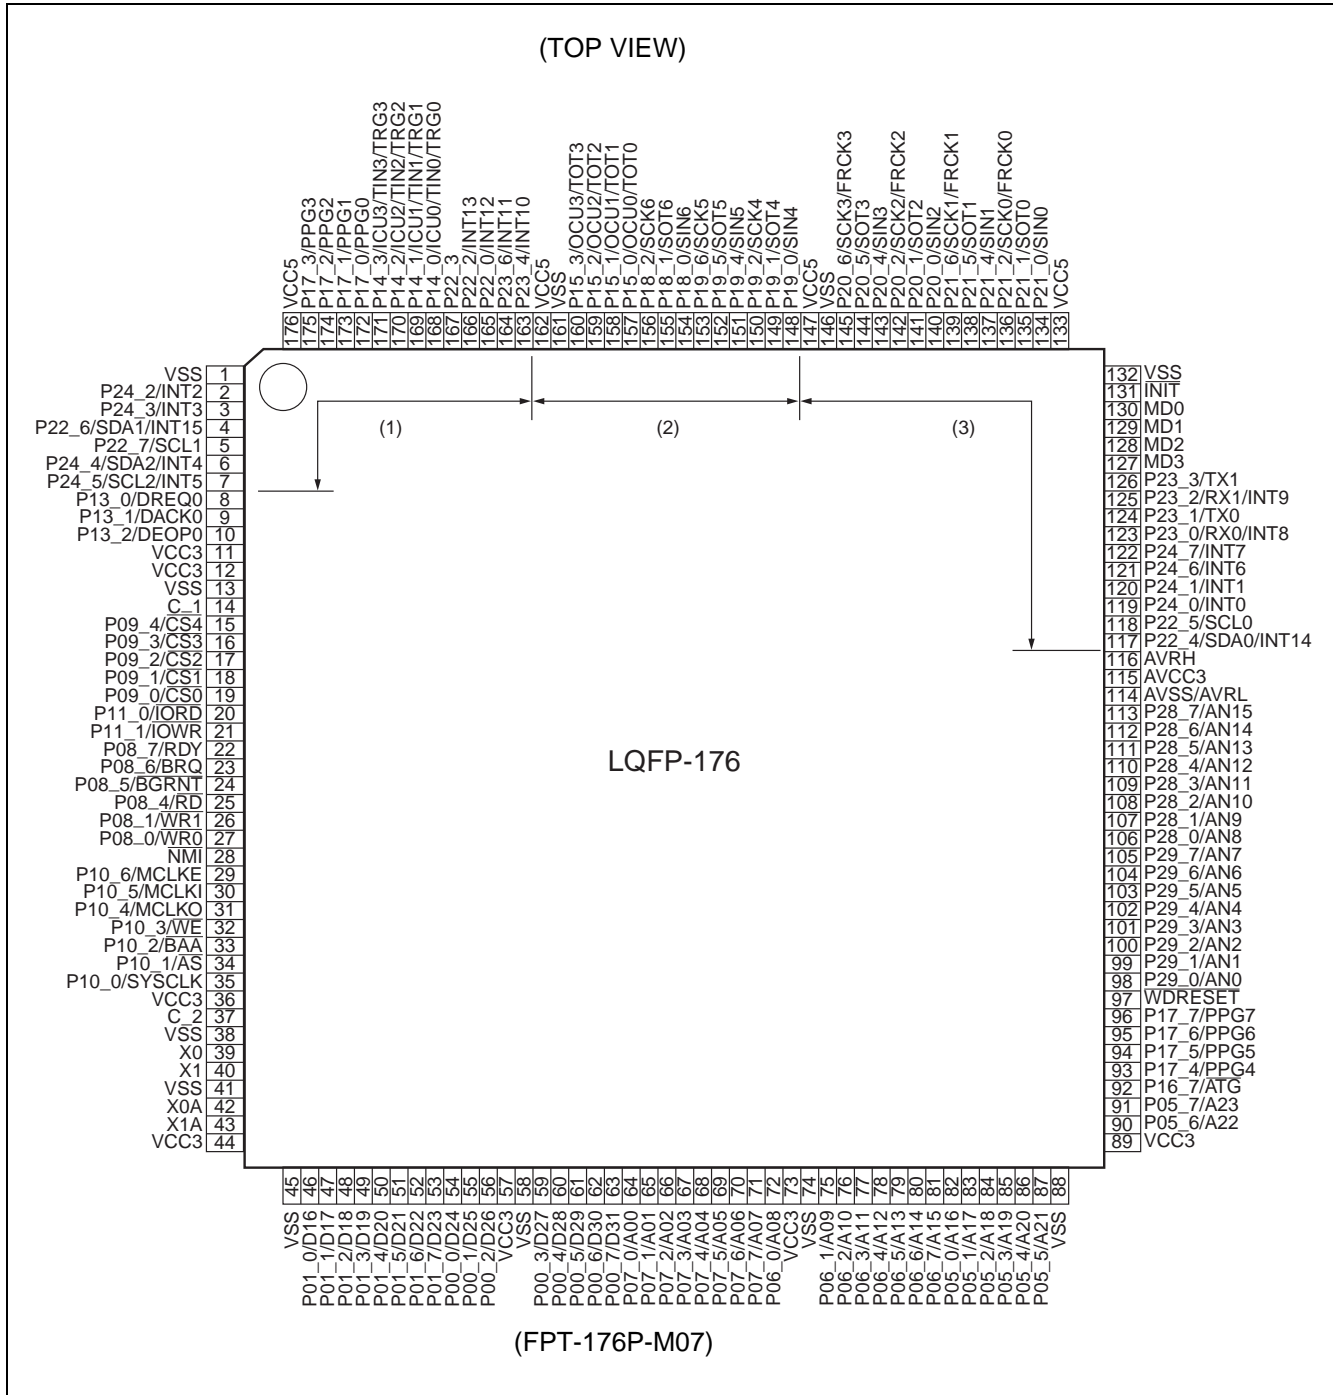 (TOP VIEW)
176 VCC5
175 P17_3/PPG3
174 P17_2/PPG2
173 P17_1/PPG1
172 P17_0/PPG0
171 P14_3/ICU3/TIN3/TRG3
170 P14_2/ICU2/TIN2/TRG2
169 P14_1/ICU1/TIN1/TRG1
168 P14_0/ICU0/TIN0/TRG0
167 P22_3
166 P22_2/INT13
165 P22_0/INT12
164 P23_6/INT11
163 P23_4/INT10
162 VCC5
161 VSS
160 P15_3/OCU3/TOT3
159 P15_2/OCU2/TOT2
158 P15_1/OCU1/TOT1
157 P15_0/OCU0/TOT0
156 P18_2/SCK6
155 P18_1/SOT6
154 P18_0/SIN6
153 P19_6/SCK5
152 P19_5/SOT5
151 P19_4/SIN5
150 P19_2/SCK4
149 P19_1/SOT4
148 P19_0/SIN4
147 VCC5
146 VSS
145 P20_6/SCK3/FRCK3
144 P20_5/SOT3
143 P20_4/SIN3
142 P20_2/SCK2/FRCK2
141 P20_1/SOT2
140 P20_0/SIN2
139 P21_6/SCK1/FRCK1
138 P21_5/SOT1
137 P21_4/SIN1
136 P21_2/SCK0/FRCK0
135 P21_1/SOT0
134 P21_0/SIN0
133 VCC5
VSS 1
P24_2/INT2 2
P24_3/INT3 3
P22_6/SDA1/INT15 4
P22_7/SCL1 5
P24_4/SDA2/INT4 6
P24_5/SCL2/INT5 7
P13_0/DREQ0 8
P13_1/DACK0 9
P13_2/DEOP0 10
VCC3 11
VCC3 12
VSS 13
C_1 14
P09_4/CS4 15
P09_3/CS3 16
P09_2/CS2 17
P09_1/CS1 18
P09_0/CS0 19
P11_0/IORD 20
P11_1/IOWR 21
P08_7/RDY 22
P08_6/BRQ 23
P08_5/BGRNT 24
P08_4/RD 25
P08_1/WR1 26
P08_0/WR0 27
NMI 28
P10_6/MCLKE 29
P10_5/MCLKI 30
P10_4/MCLKO 31
P10_3/WE 32
P10_2/BAA 33
P10_1/AS 34
P10_0/SYSCLK 35
VCC3 36
C_2 37
VSS 38
X0 39
X1 40
VSS 41
X0A 42
X1A 43
VCC3 44
(1)
(2)
(3)
LQFP-176
132 VSS
131 INIT
130 MD0
129 MD1
128 MD2
127 MD3
126 P23_3/TX1
125 P23_2/RX1/INT9
124 P23_1/TX0
123 P23_0/RX0/INT8
122 P24_7/INT7
121 P24_6/INT6
120 P24_1/INT1
119 P24_0/INT0
118 P22_5/SCL0
117 P22_4/SDA0/INT14
116 AVRH
115 AVCC3
114 AVSS/AVRL
113 P28_7/AN15
112 P28_6/AN14
111 P28_5/AN13
110 P28_4/AN12
109 P28_3/AN11
108 P28_2/AN10
107 P28_1/AN9
106 P28_0/AN8
105 P29_7/AN7
104 P29_6/AN6
103 P29_5/AN5
102 P29_4/AN4
101 P29_3/AN3
100 P29_2/AN2
99 P29_1/AN1
98 P29_0/AN0
97 WDRESET
96 P17_7/PPG7
95 P17_6/PPG6
94 P17_5/PPG5
93 P17_4/PPG4
92 P16_7/ATG
91 P05_7/A23
90 P05_6/A22
89 VCC3
45 VSS
46 P01_0/D16
47 P01_1/D17
48 P01_2/D18
49 P01_3/D19
50 P01_4/D20
51 P01_5/D21
52 P01_6/D22
53 P01_7/D23
54 P00_0/D24
55 P00_1/D25
56 P00_2/D26
57 VCC3
58 VSS
59 P00_3/D27
60 P00_4/D28
61 P00_5/D29
62 P00_6/D30
63 P00_7/D31
64 P07_0/A00
65 P07_1/A01
66 P07_2/A02
67 P07_3/A03
68 P07_4/A04
69 P07_5/A05
70 P07_6/A06
71 P07_7/A07
72 P06_0/A08
73 VCC3
74 VSS
75 P06_1/A09
76 P06_2/A10
77 P06_3/A11
78 P06_4/A12
79 P06_5/A13
80 P06_6/A14
81 P06_7/A15
82 P05_0/A16
83 P05_1/A17
84 P05_2/A18
85 P05_3/A19
86 P05_4/A20
87 P05_5/A21
88 VSS
(FPT-176P-M07)